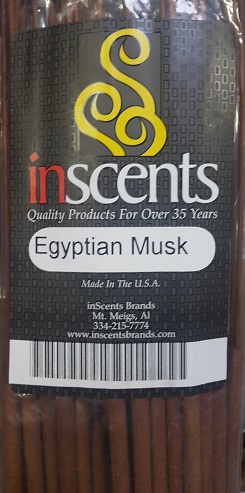 inscents
Quality Products For Over 35 Years
Egyptian Musk
Made In The U.S.A.
inScents Brands
Mt. Meigs, Al
334-215-7774
www.inscentsbrands.com